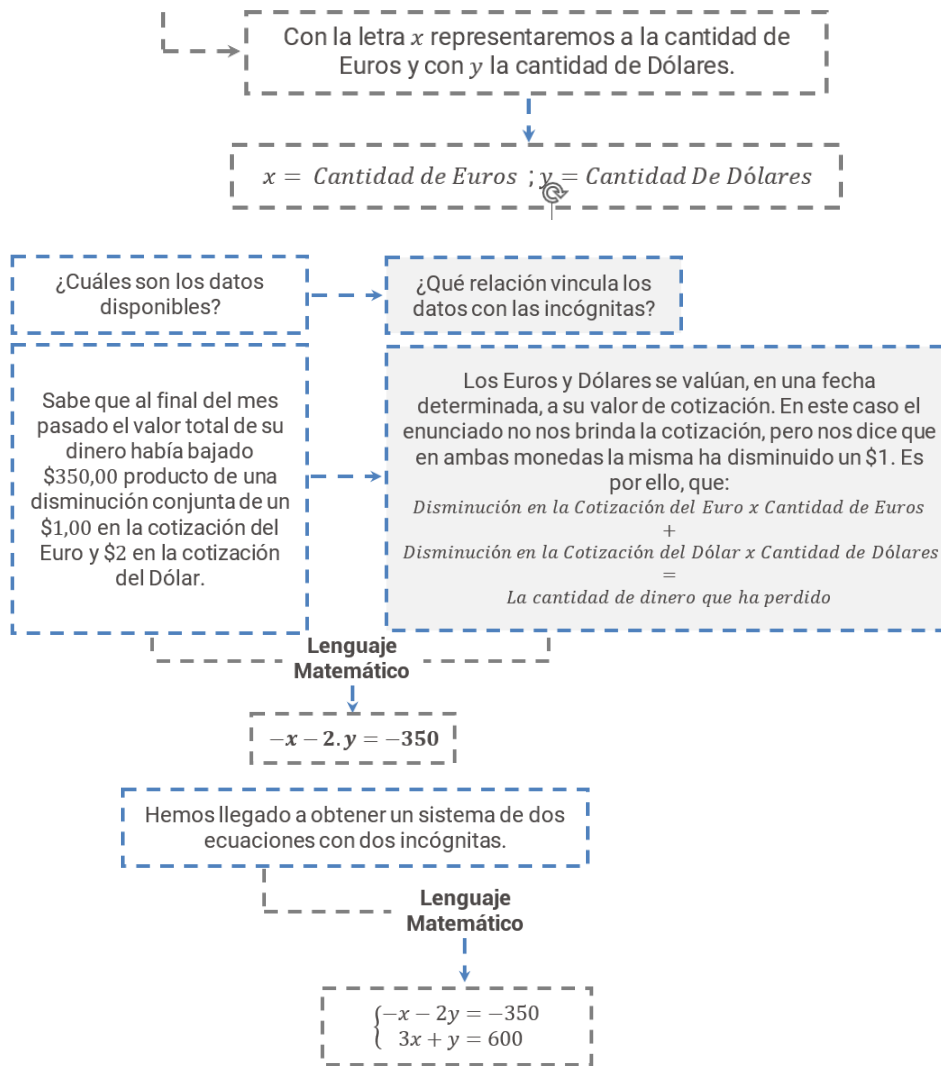 Con la letra x representaremos a la cantidad de
Euros y con y la cantidad de Dólares.
x = Cantidad de Euros ; y = Cantidad De Dólares
¿Cuáles son los datos
disponibles?
¿Qué relación vincula los
datos con las incógnitas?
Sabe que al final del mes
pasado el valor total de su
dinero había bajado
$350,00 producto de una
disminución conjunta de un
$1,00 en la cotización del
Euro y $2 en la cotización
del Dólar.
Los Euros y Dólares se valúan, en una fecha
determinada, a su valor de cotización. En este caso el
enunciado no nos brinda la cotización, pero nos dice que
en ambas monedas la misma ha disminuido un $1. Es
por ello, que:
Disminución en la Cotización del Euro x Cantidad de Euros
+
Disminución en la Cotización del Dólar x Cantidad de Dólares
=
La cantidad de dinero que ha perdido
Lenguaje
Matemático
−x − 2. y = −350
Hemos llegado a obtener un sistema de dos
ecuaciones con dos incógnitas.
Lenguaje
Matemático
{−x − 2y = −350
3x + y = 600